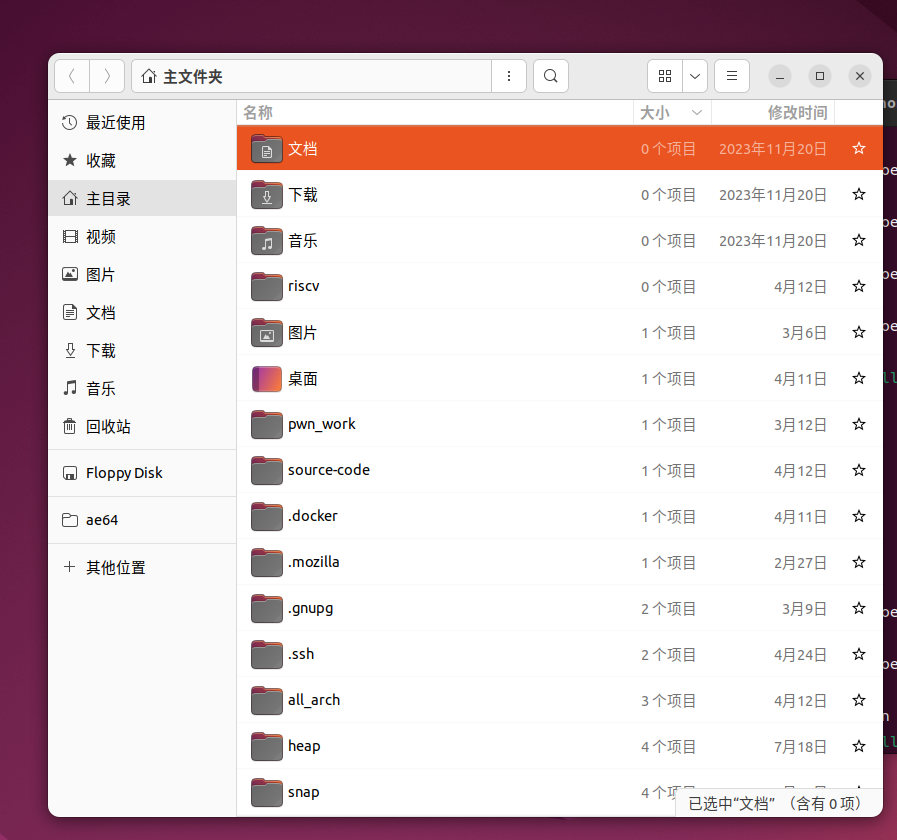 主文件夹
最近使用
收藏
主目录
视频
图片
文档
下载
音乐
回收站
Floppy Disk
ae64
其他位置
名称 大小 修改时间
文档 0 个项目 2023年11月20日
下载 0 个项目 2023年11月20日
音乐 0 个项目 2023年11月20日
riscv 0 个项目 4月12日
图片 1 个项目 3月6日
桌面 1 个项目 4月11日
pwn_work 1 个项目 3月12日
source-code 1 个项目 4月12日
.docker 1 个项目 4月11日
.mozilla 1 个项目 2月27日
.gnupg 2 个项目 3月9日
.ssh 2 个项目 4月24日
all_arch 3 个项目 4月12日
heap 4 个项目 7月18日
snap 4 个
已选中“文档” （含有 0 项）